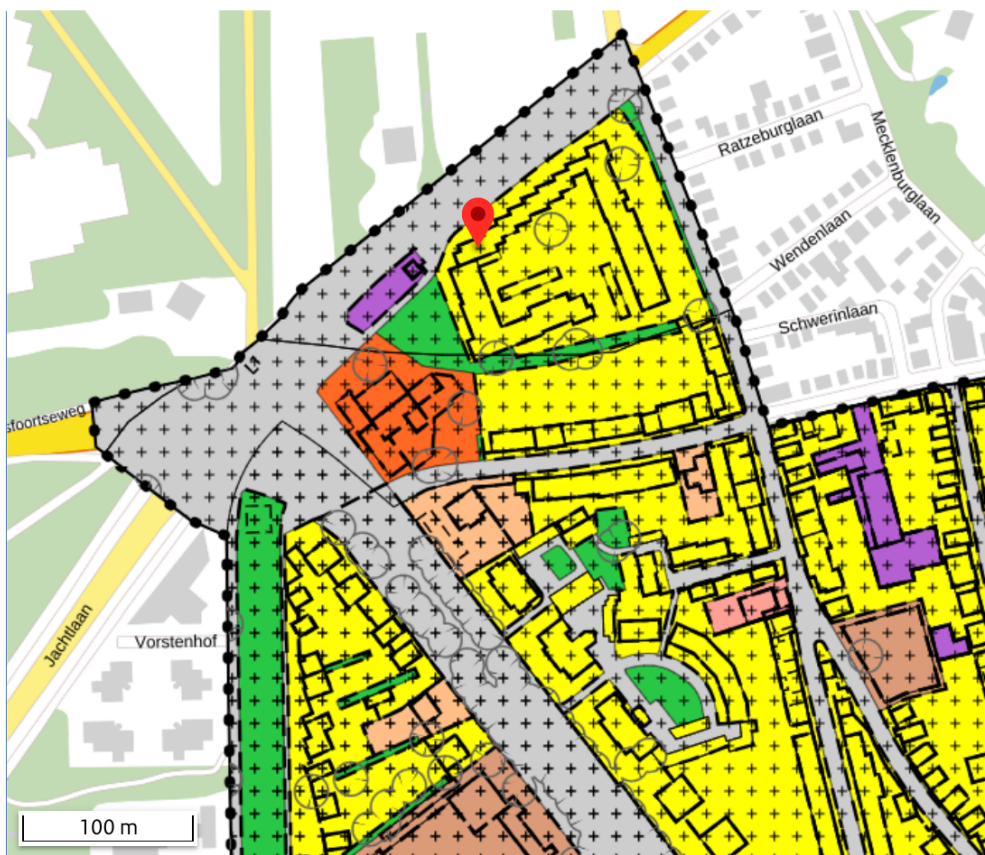 Ratzeburglaan
Mecklenburglaan
Wendenlaan
Schwerinlaan
sfoortseweg
Jachtlaan
Vorstenhof
100 m